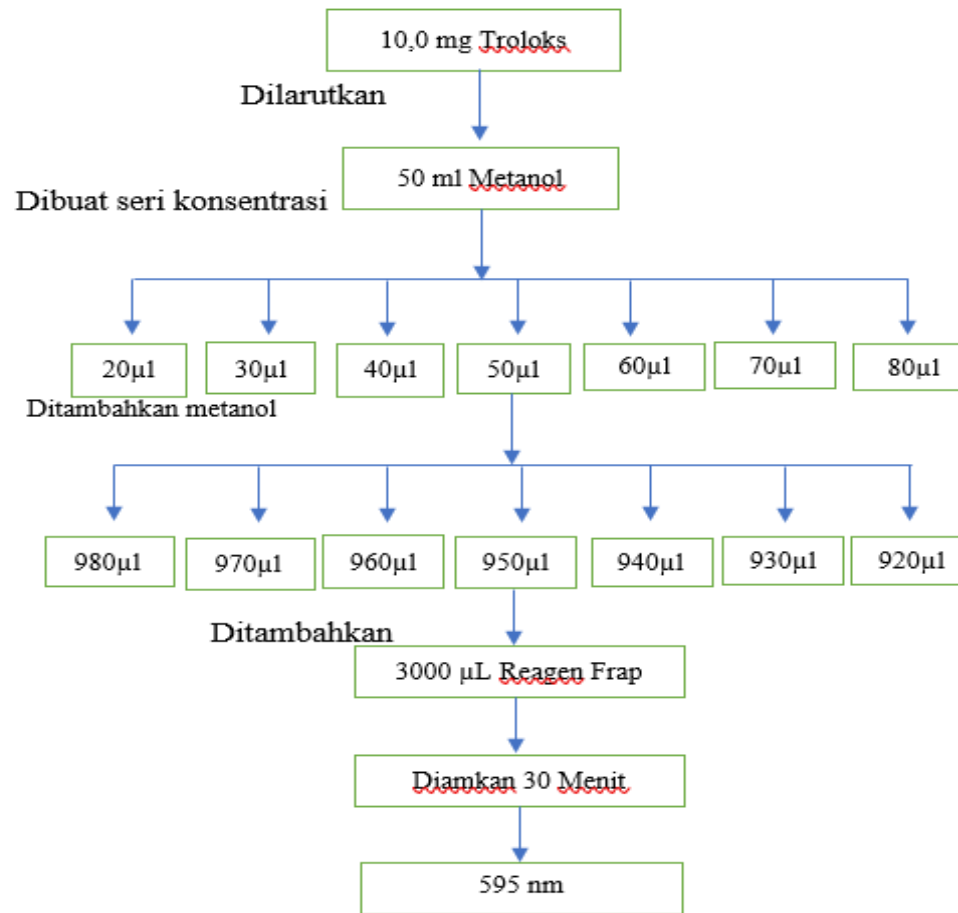 10,0 mg Troloks
Dilarutkan
50 ml Metanol
Dibuat seri konsentrasi
20µl 30µl 40µl 50µl 60µl 70µl 80µl
Ditambahkan metanol
980µl 970µl 960µl 950µl 940µl 930µl 920µl
Ditambahkan
3000 µL Reagen Frap
Diamkan 30 Menit
595 nm